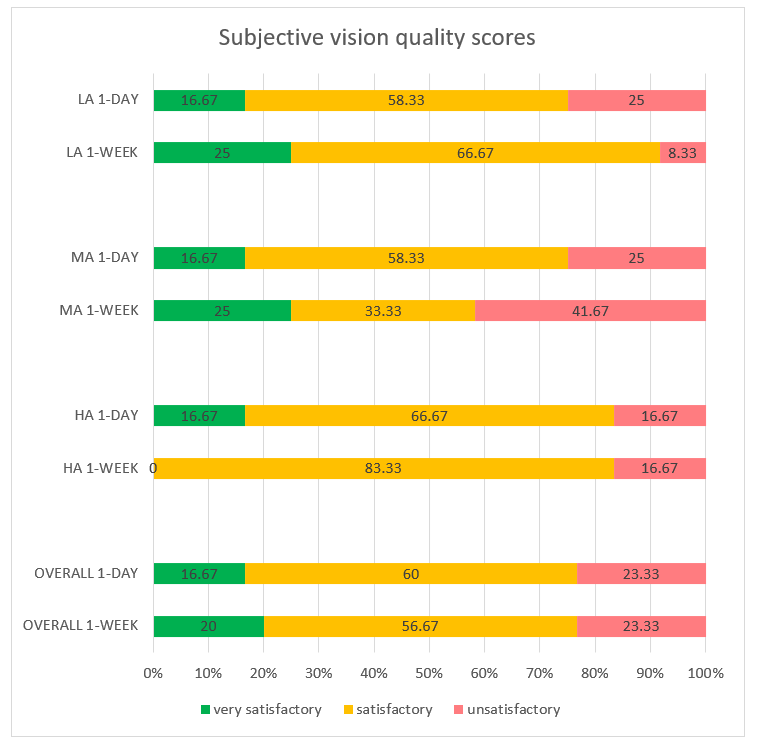 Subjective vision quality scores
LA 1-DAY 16.67 58.33 25
LA 1-WEEK 25 66.67 8.33
MA 1-DAY 16.67 58.33 25
MA 1-WEEK 25 33.33 41.67
HA 1-DAY 16.67 66.67 16.67
HA 1-WEEK 0 83.33 16.67
OVERALL 1-DAY 16.67 60 23.33
OVERALL 1-WEEK 20 56.67 23.33
0% 10% 20% 30% 40% 50% 60% 70% 80% 90% 100%
very satisfactory satisfactory unsatisfactory